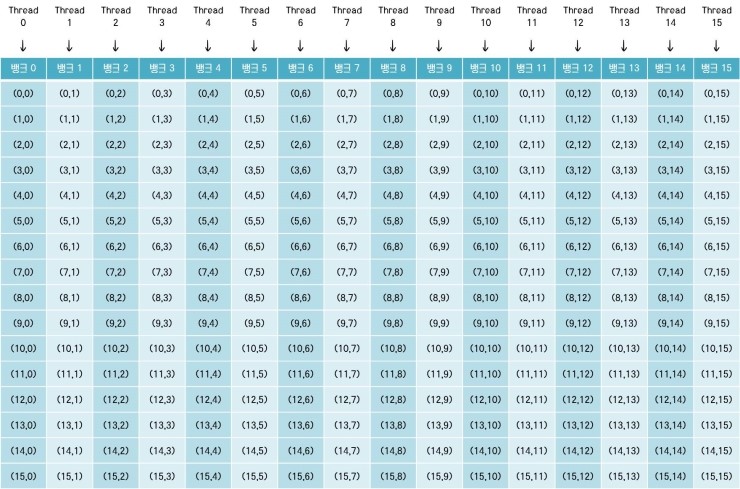 Thread 0 Thread 1 Thread 2 Thread 3 Thread 4 Thread 5 Thread 6 Thread 7 Thread 8 Thread 9 Thread 10 Thread 11 Thread 12 Thread 13 Thread 14 Thread 15
뱅크 0 뱅크 1 뱅크 2 뱅크 3 뱅크 4 뱅크 5 뱅크 6 뱅크 7 뱅크 8 뱅크 9 뱅크 10 뱅크 11 뱅크 12 뱅크 13 뱅크 14 뱅크 15
(0,0) (0,1) (0,2) (0,3) (0,4) (0,5) (0,6) (0,7) (0,8) (0,9) (0,10) (0,11) (0,12) (0,13) (0,14) (0,15)
(1,0) (1,1) (1,2) (1,3) (1,4) (1,5) (1,6) (1,7) (1,8) (1,9) (1,10) (1,11) (1,12) (1,13) (1,14) (1,15)
(2,0) (2,1) (2,2) (2,3) (2,4) (2,5) (2,6) (2,7) (2,8) (2,9) (2,10) (2,11) (2,12) (2,13) (2,14) (2,15)
(3,0) (3,1) (3,2) (3,3) (3,4) (3,5) (3,6) (3,7) (3,8) (3,9) (3,10) (3,11) (3,12) (3,13) (3,14) (3,15)
(4,0) (4,1) (4,2) (4,3) (4,4) (4,5) (4,6) (4,7) (4,8) (4,9) (4,10) (4,11) (4,12) (4,13) (4,14) (4,15)
(5,0) (5,1) (5,2) (5,3) (5,4) (5,5) (5,6) (5,7) (5,8) (5,9) (5,10) (5,11) (5,12) (5,13) (5,14) (5,15)
(6,0) (6,1) (6,2) (6,3) (6,4) (6,5) (6,6) (6,7) (6,8) (6,9) (6,10) (6,11) (6,12) (6,13) (6,14) (6,15)
(7,0) (7,1) (7,2) (7,3) (7,4) (7,5) (7,6) (7,7) (7,8) (7,9) (7,10) (7,11) (7,12) (7,13) (7,14) (7,15)
(8,0) (8,1) (8,2) (8,3) (8,4) (8,5) (8,6) (8,7) (8,8) (8,9) (8,10) (8,11) (8,12) (8,13) (8,14) (8,15)
(9,0) (9,1) (9,2) (9,3) (9,4) (9,5) (9,6) (9,7) (9,8) (9,9) (9,10) (9,11) (9,12) (9,13) (9,14) (9,15)
(10,0) (10,1) (10,2) (10,3) (10,4) (10,5) (10,6) (10,7) (10,8) (10,9) (10,10) (10,11) (10,12) (10,13) (10,14) (10,15)
(11,0) (11,1) (11,2) (11,3) (11,4) (11,5) (11,6) (11,7) (11,8) (11,9) (11,10) (11,11) (11,12) (11,13) (11,14) (11,15)
(12,0) (12,1) (12,2) (12,3) (12,4) (12,5) (12,6) (12,7) (12,8) (12,9) (12,10) (12,11) (12,12) (12,13) (12,14) (12,15)
(13,0) (13,1) (13,2) (13,3) (13,4) (13,5) (13,6) (13,7) (13,8) (13,9) (13,10) (13,11) (13,12) (13,13) (13,14) (13,15)
(14,0) (14,1) (14,2) (14,3) (14,4) (14,5) (14,6) (14,7) (14,8) (14,9) (14,10) (14,11) (14,12) (14,13) (14,14) (14,15)
(15,0) (15,1) (15,2) (15,3) (15,4) (15,5) (15,6) (15,7) (15,8) (15,9) (15,10) (15,11) (15,12) (15,13) (15,14) (15,15)